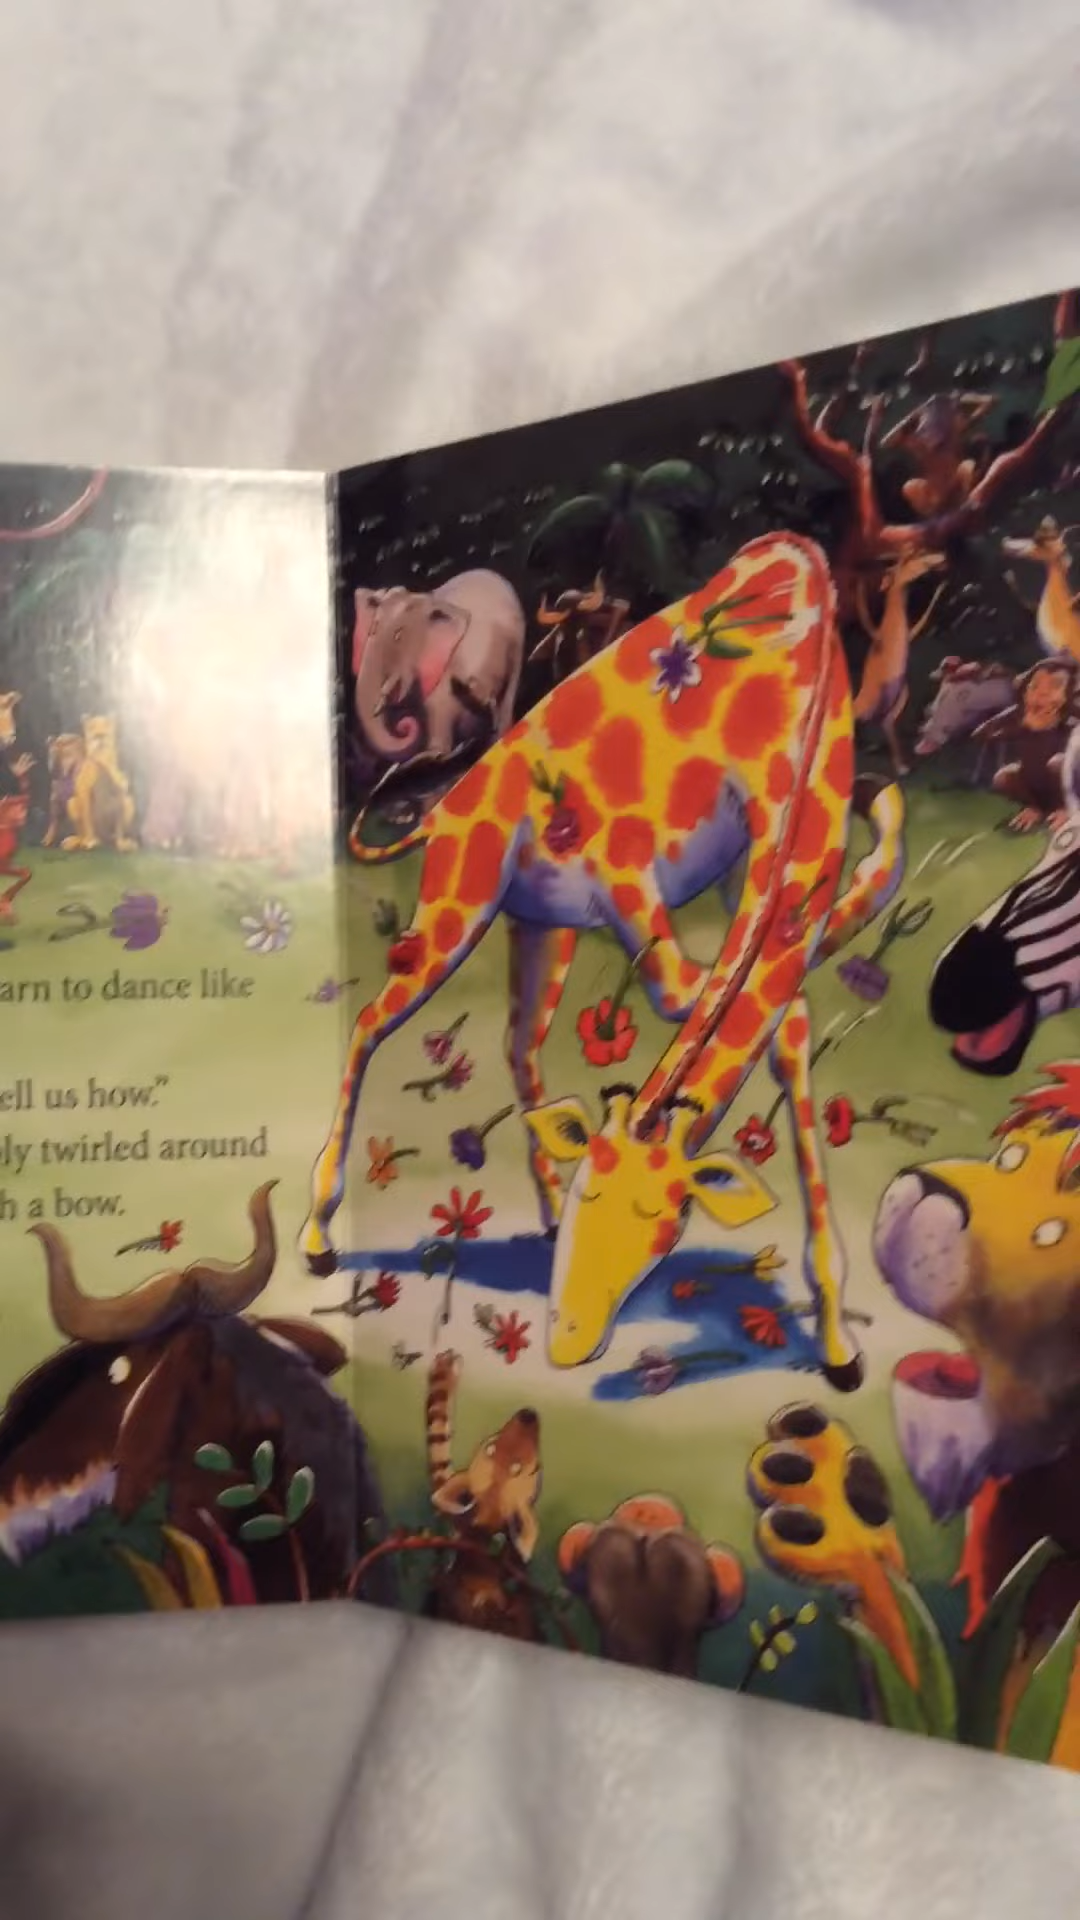 arn to dance like
ell us how."
ly twirled around
h a bow.